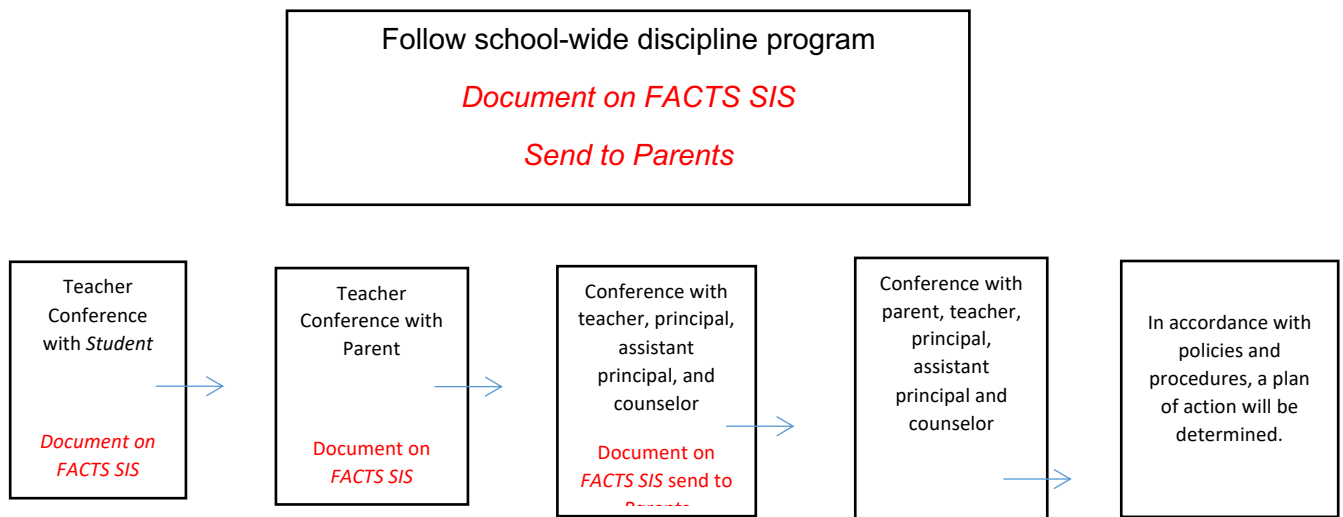 Follow school-wide discipline program
Document on FACTS SIS
Send to Parents
Teacher
Conference
with Student
Document on
FACTS SIS
Teacher
Conference with
Parent
Document on
FACTS SIS
Conference with
teacher, principal,
assistant
principal, and
counselor
Document on
FACTS SIS send to
Parents
Conference with
parent, teacher,
principal,
assistant
principal and
counselor
In accordance with
policies and
procedures, a plan
of action will be
determined.